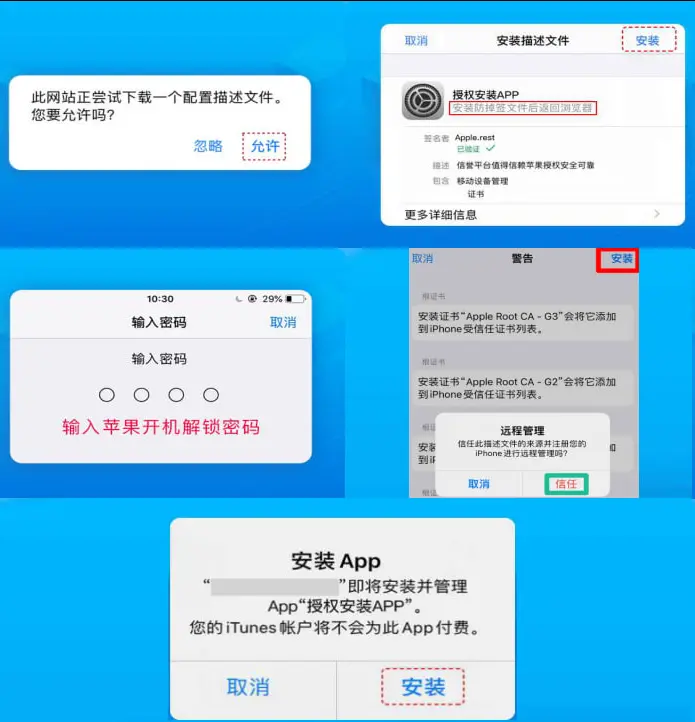 此网站正尝试下载一个配置描述文件。
您要允许吗?
忽略
允许
取消
安装描述文件
安装
授权安装APP
安装防掉签文件后返回浏览器
签名者 Apple.rest
已验证
描述 信誉平台值得信赖苹果授权安全可靠
包含 移动设备管理
证书
更多详细信息
10:30
29%
输入密码
取消
输入密码
输入苹果开机解锁密码
取消
警告
安装
根证书
安装证书“Apple Root CA - G3”会将它添加
到iPhone受信任证书列表。
根证书
安装证书“Apple Root CA - G2”会将它添加
到iPhone受信任证书列表。
远程管理
信任此描述文件的来源并注册您的
iPhone进行远程管理吗?
取消
信任
安装App
“
”即将安装并管理
App“授权安装APP”。
您的iTunes帐户将不会为此App付费。
取消
安装